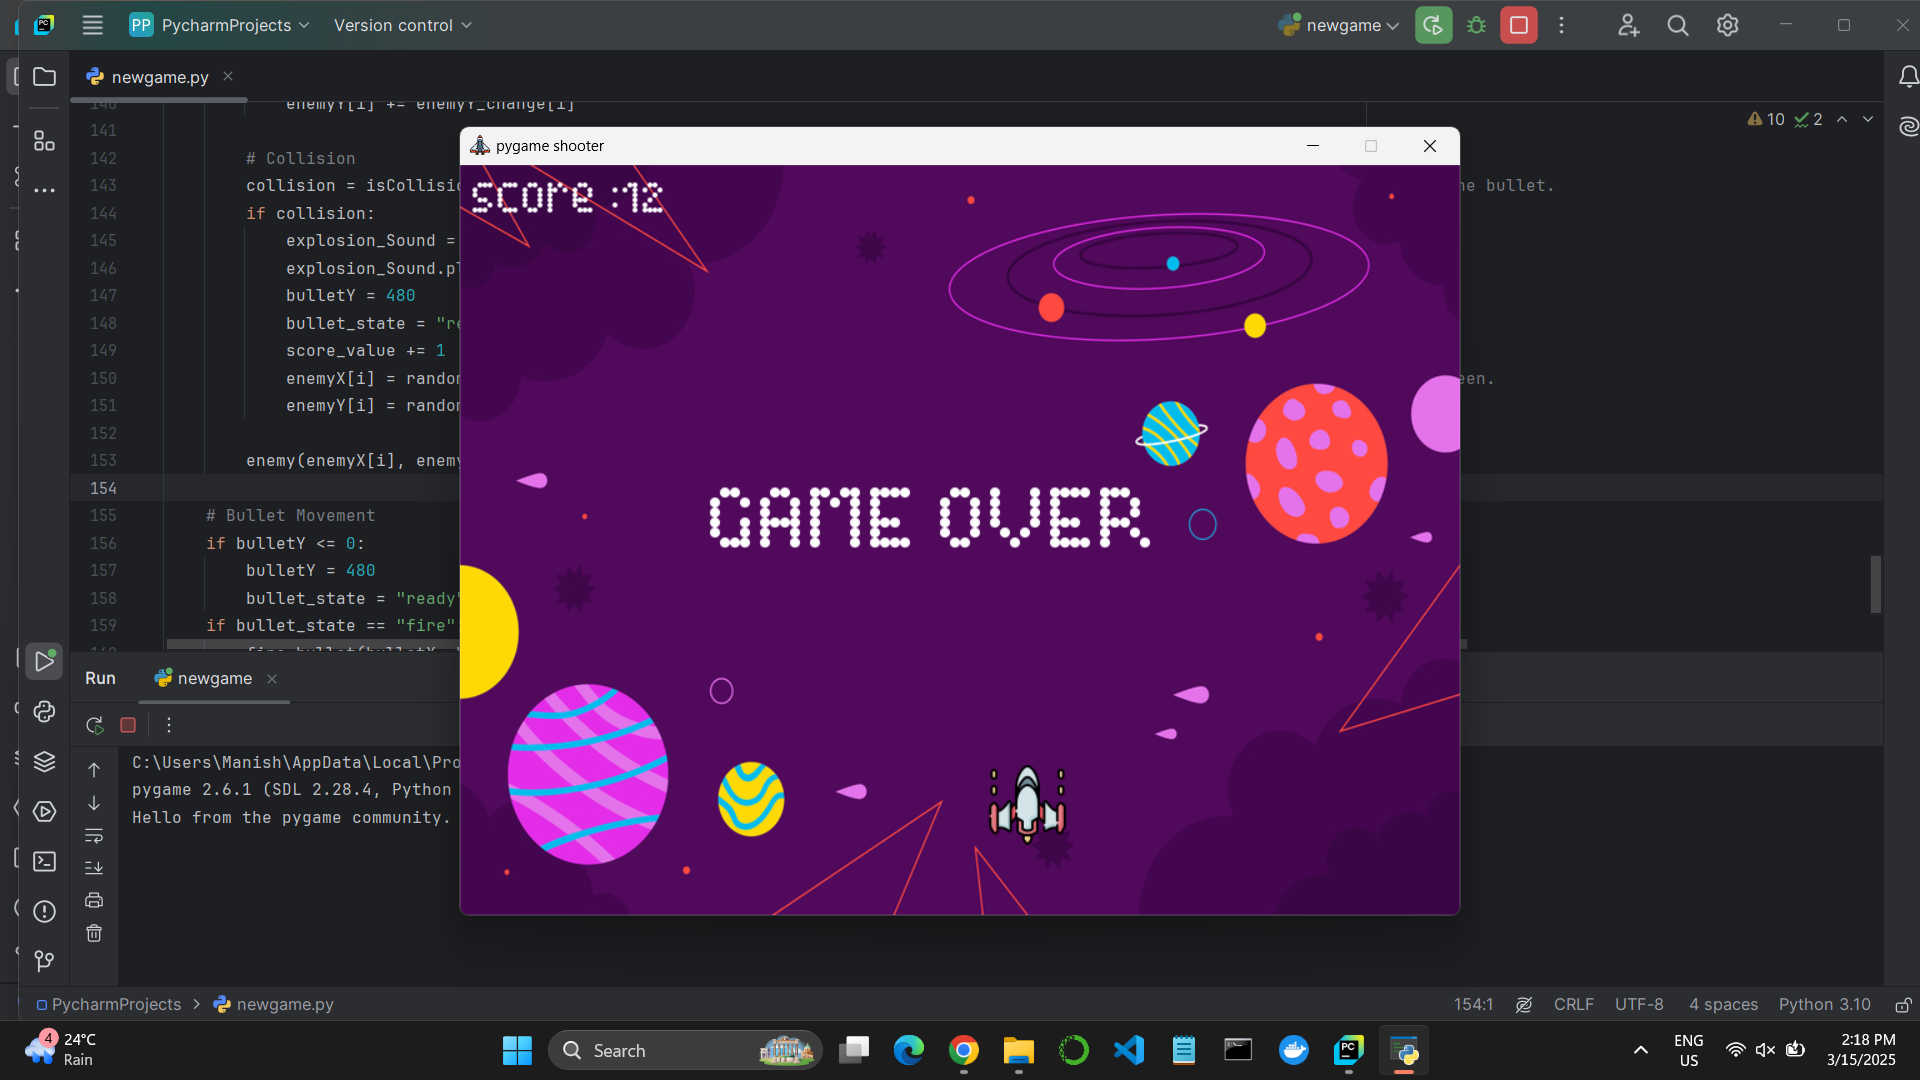 PP PycharmProjects Version control newgame
newgame.py
140 enemyY[i] += enemyY_change[i]
141
142 # Collision
143 collision = isCollisio he bullet.
144 if collision:
145 explosion_Sound =
146 explosion_Sound.pl
147 bulletY = 480
148 bullet_state = "re
149 score_value += 1
150 enemyX[i] = random een.
151 enemyY[i] = random
152
153 enemy(enemyX[i], enemy
154
155 # Bullet Movement
156 if bulletY <= 0:
157 bulletY = 480
158 bullet_state = "ready"
159 if bullet_state == "fire"
10 2
pygame shooter
score :12
GAME OVER
Run newgame
C:\Users\Manish\AppData\Local\Pro
pygame 2.6.1 (SDL 2.28.4, Python
Hello from the pygame community.
PycharmProjects > newgame.py 154:1 CRLF UTF-8 4 spaces Python 3.10
4 24°C
Rain
Search
ENG
US
2:18 PM
3/15/2025